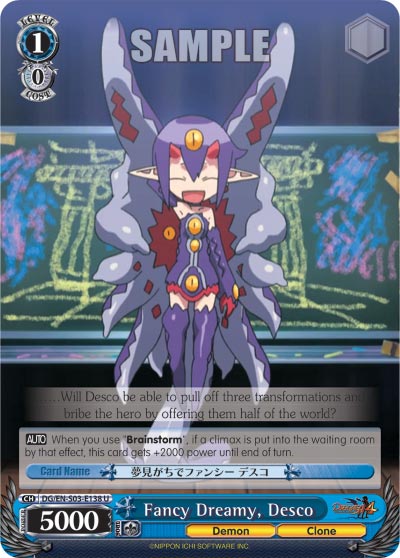 LEVEL
1
0
COST
SAMPLE
……Will Desco be able to pull off three transformations and
bribe the hero by offering them half of the world?
AUTO When you use "Brainstorm", if a climax is put into the waiting room
by that effect, this card gets +2000 power until end of turn.
Card Name 夢見がちでファンシー デスコ
CH DG/EN-S03-E138 U
POWER 5000 SOUL Fancy Dreamy, Desco
Demon Clone
©NIPPON ICHI SOFTWARE INC.